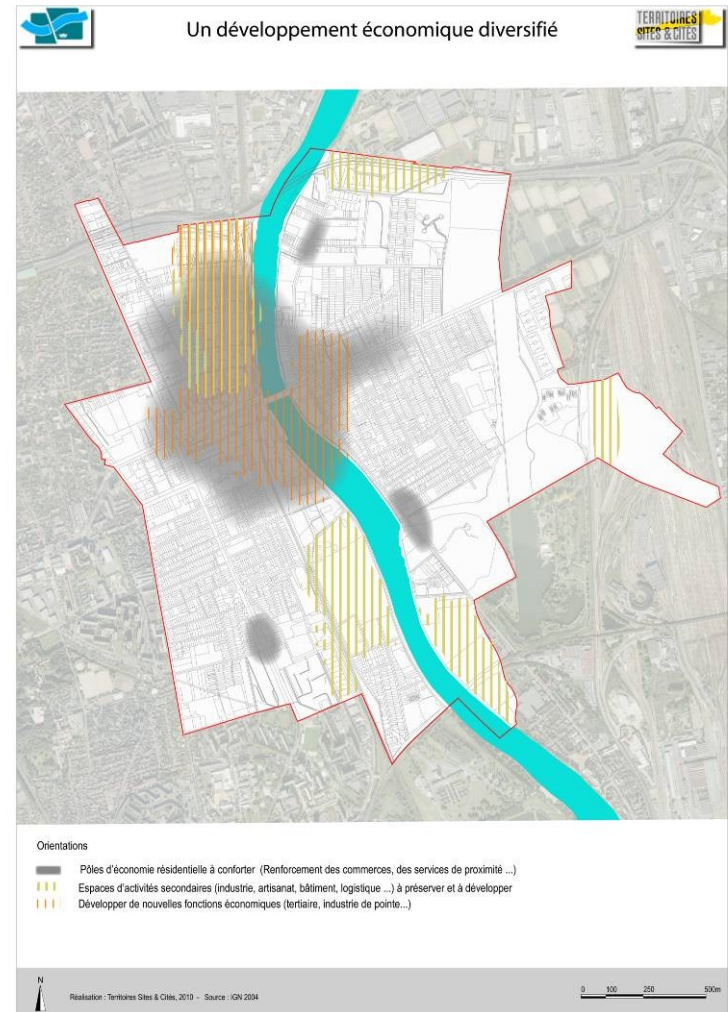 Un développement économique diversifié
TERRITOIRES
SITES & CITÉS
Orientations
Pôles d'économie résidentielle à conforter (Renforcement des commerces, des services de proximité ...)
Espaces d'activités secondaires (industrie, artisanat, bâtiment, logistique ...) à préserver et à développer
Développer de nouvelles fonctions économiques (tertiaire, industrie de pointe...)
N
Réalisation : Territoires Sites & Cités, 2010 - Source : IGN 2004
0 100 250 500m